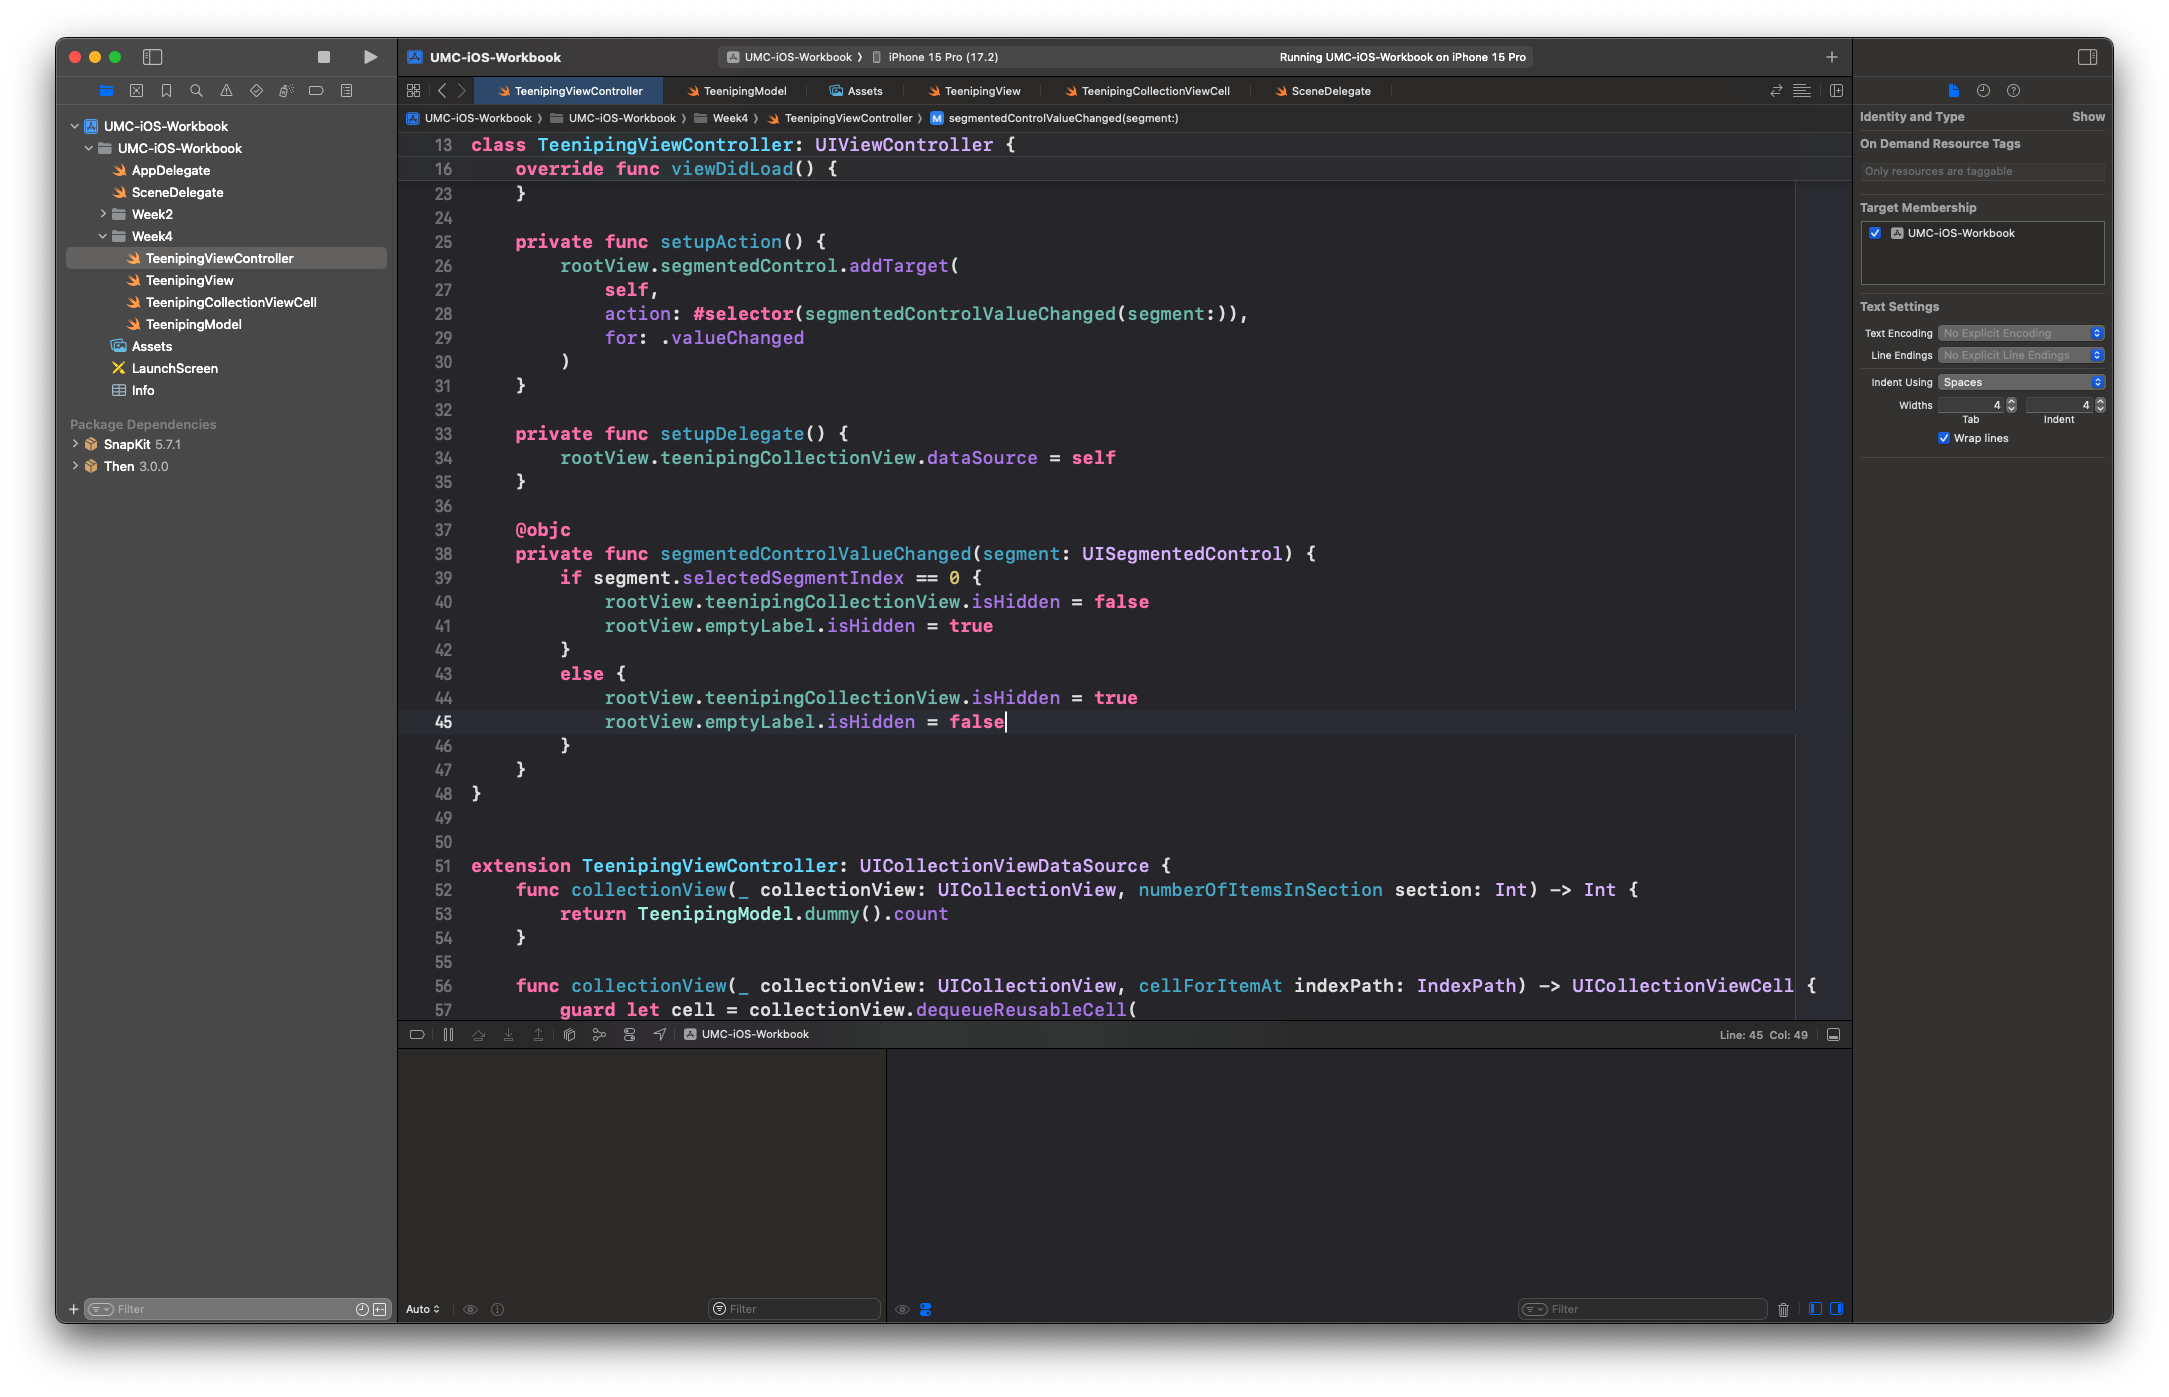 UMC-iOS-Workbook
UMC-iOS-Workbook 〉 iPhone 15 Pro (17.2)
Running UMC-iOS-Workbook on iPhone 15 Pro
TeenipingViewController
TeenipingModel
Assets
TeenipingView
TeenipingCollectionViewCell
SceneDelegate
UMC-iOS-Workbook 〉 UMC-iOS-Workbook 〉 Week4 〉 TeenipingViewController 〉 M segmentedControlValueChanged(segment:)
UMC-iOS-Workbook
UMC-iOS-Workbook
AppDelegate
SceneDelegate
Week2
Week4
TeenipingViewController
TeenipingView
TeenipingCollectionViewCell
TeenipingModel
Assets
LaunchScreen
Info
Package Dependencies
SnapKit 5.7.1
Then 3.0.0
Filter
13 class TeenipingViewController: UIViewController {
16     override func viewDidLoad() {
23     }
24
25     private func setupAction() {
26         rootView.segmentedControl.addTarget(
27             self,
28             action: #selector(segmentedControlValueChanged(segment:)),
29             for: .valueChanged
30         )
31     }
32
33     private func setupDelegate() {
34         rootView.teenipingCollectionView.dataSource = self
35     }
36
37     @objc
38     private func segmentedControlValueChanged(segment: UISegmentedControl) {
39         if segment.selectedSegmentIndex == 0 {
40             rootView.teenipingCollectionView.isHidden = false
41             rootView.emptyLabel.isHidden = true
42         }
43         else {
44             rootView.teenipingCollectionView.isHidden = true
45             rootView.emptyLabel.isHidden = false
46         }
47     }
48 }
49
50
51 extension TeenipingViewController: UICollectionViewDataSource {
52     func collectionView(_ collectionView: UICollectionView, numberOfItemsInSection section: Int) -> Int {
53         return TeenipingModel.dummy().count
54     }
55
56     func collectionView(_ collectionView: UICollectionView, cellForItemAt indexPath: IndexPath) -> UICollectionViewCell {
57         guard let cell = collectionView.dequeueReusableCell(
UMC-iOS-Workbook
Line: 45 Col: 49
Auto
Filter
Filter
Identity and Type Show
On Demand Resource Tags
Only resources are taggable
Target Membership
UMC-iOS-Workbook
Text Settings
Text Encoding No Explicit Encoding
Line Endings No Explicit Line Endings
Indent Using Spaces
Widths 4 4
Tab Indent
Wrap lines